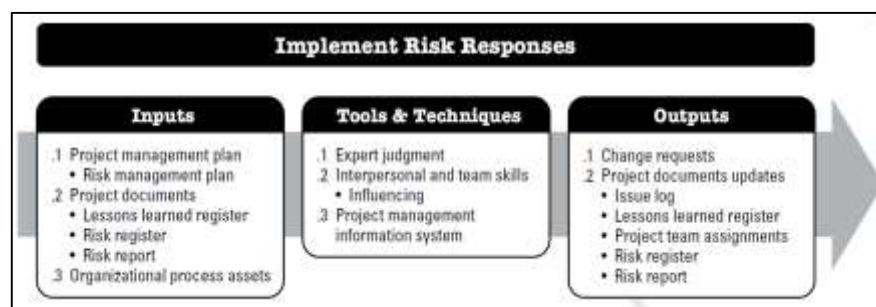 Implement Risk Responses
Inputs
.1 Project management plan
• Risk management plan
.2 Project documents
• Lessons learned register
• Risk register
• Risk report
.3 Organizational process assets
Tools & Techniques
.1 Expert judgment
.2 Interpersonal and team skills
• Influencing
.3 Project management
information system
Outputs
.1 Change requests
.2 Project documents updates
• Issue log
• Lessons learned register
• Project team assignments
• Risk register
• Risk report